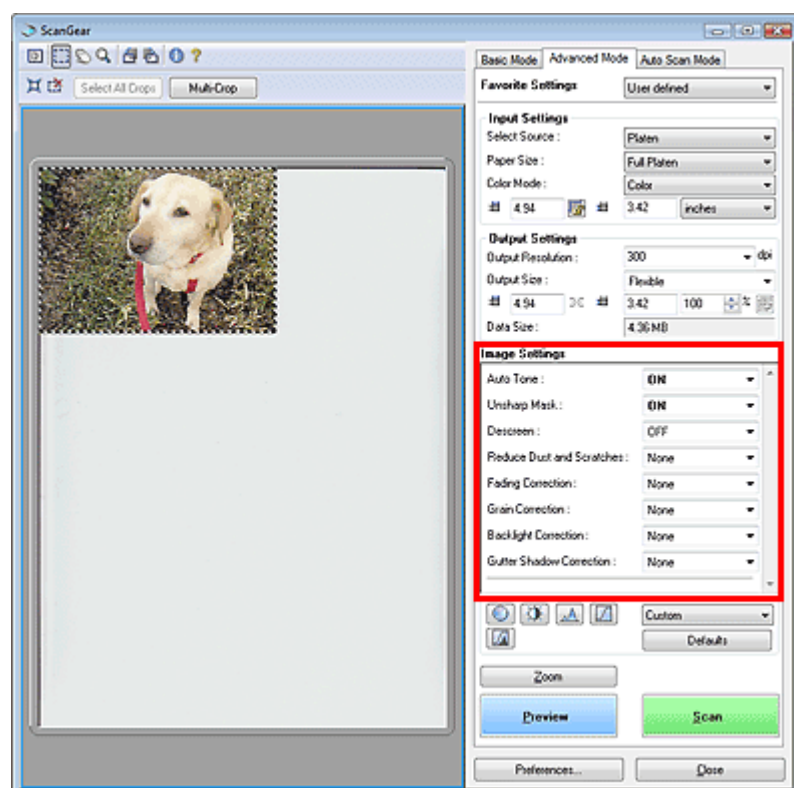 ScanGear
Select All Crops Multi-Crop
Basic Mode Advanced Mode Auto Scan Mode
Favorite Settings User defined
Input Settings
Select Source : Platen
Paper Size : Full Platen
Color Mode : Color
4.94 3.42 inches
Output Settings
Output Resolution : 300 dpi
Output Size : Flexible
4.94 3.42 100 %
Data Size : 4.36 MB
Image Settings
Auto Tone : ON
Unsharp Mask : ON
Descreen : OFF
Reduce Dust and Scratches : None
Fading Correction : None
Grain Correction : None
Backlight Correction : None
Gutter Shadow Correction : None
Custom
Defaults
Zoom
Preview Scan
Preferences... Close